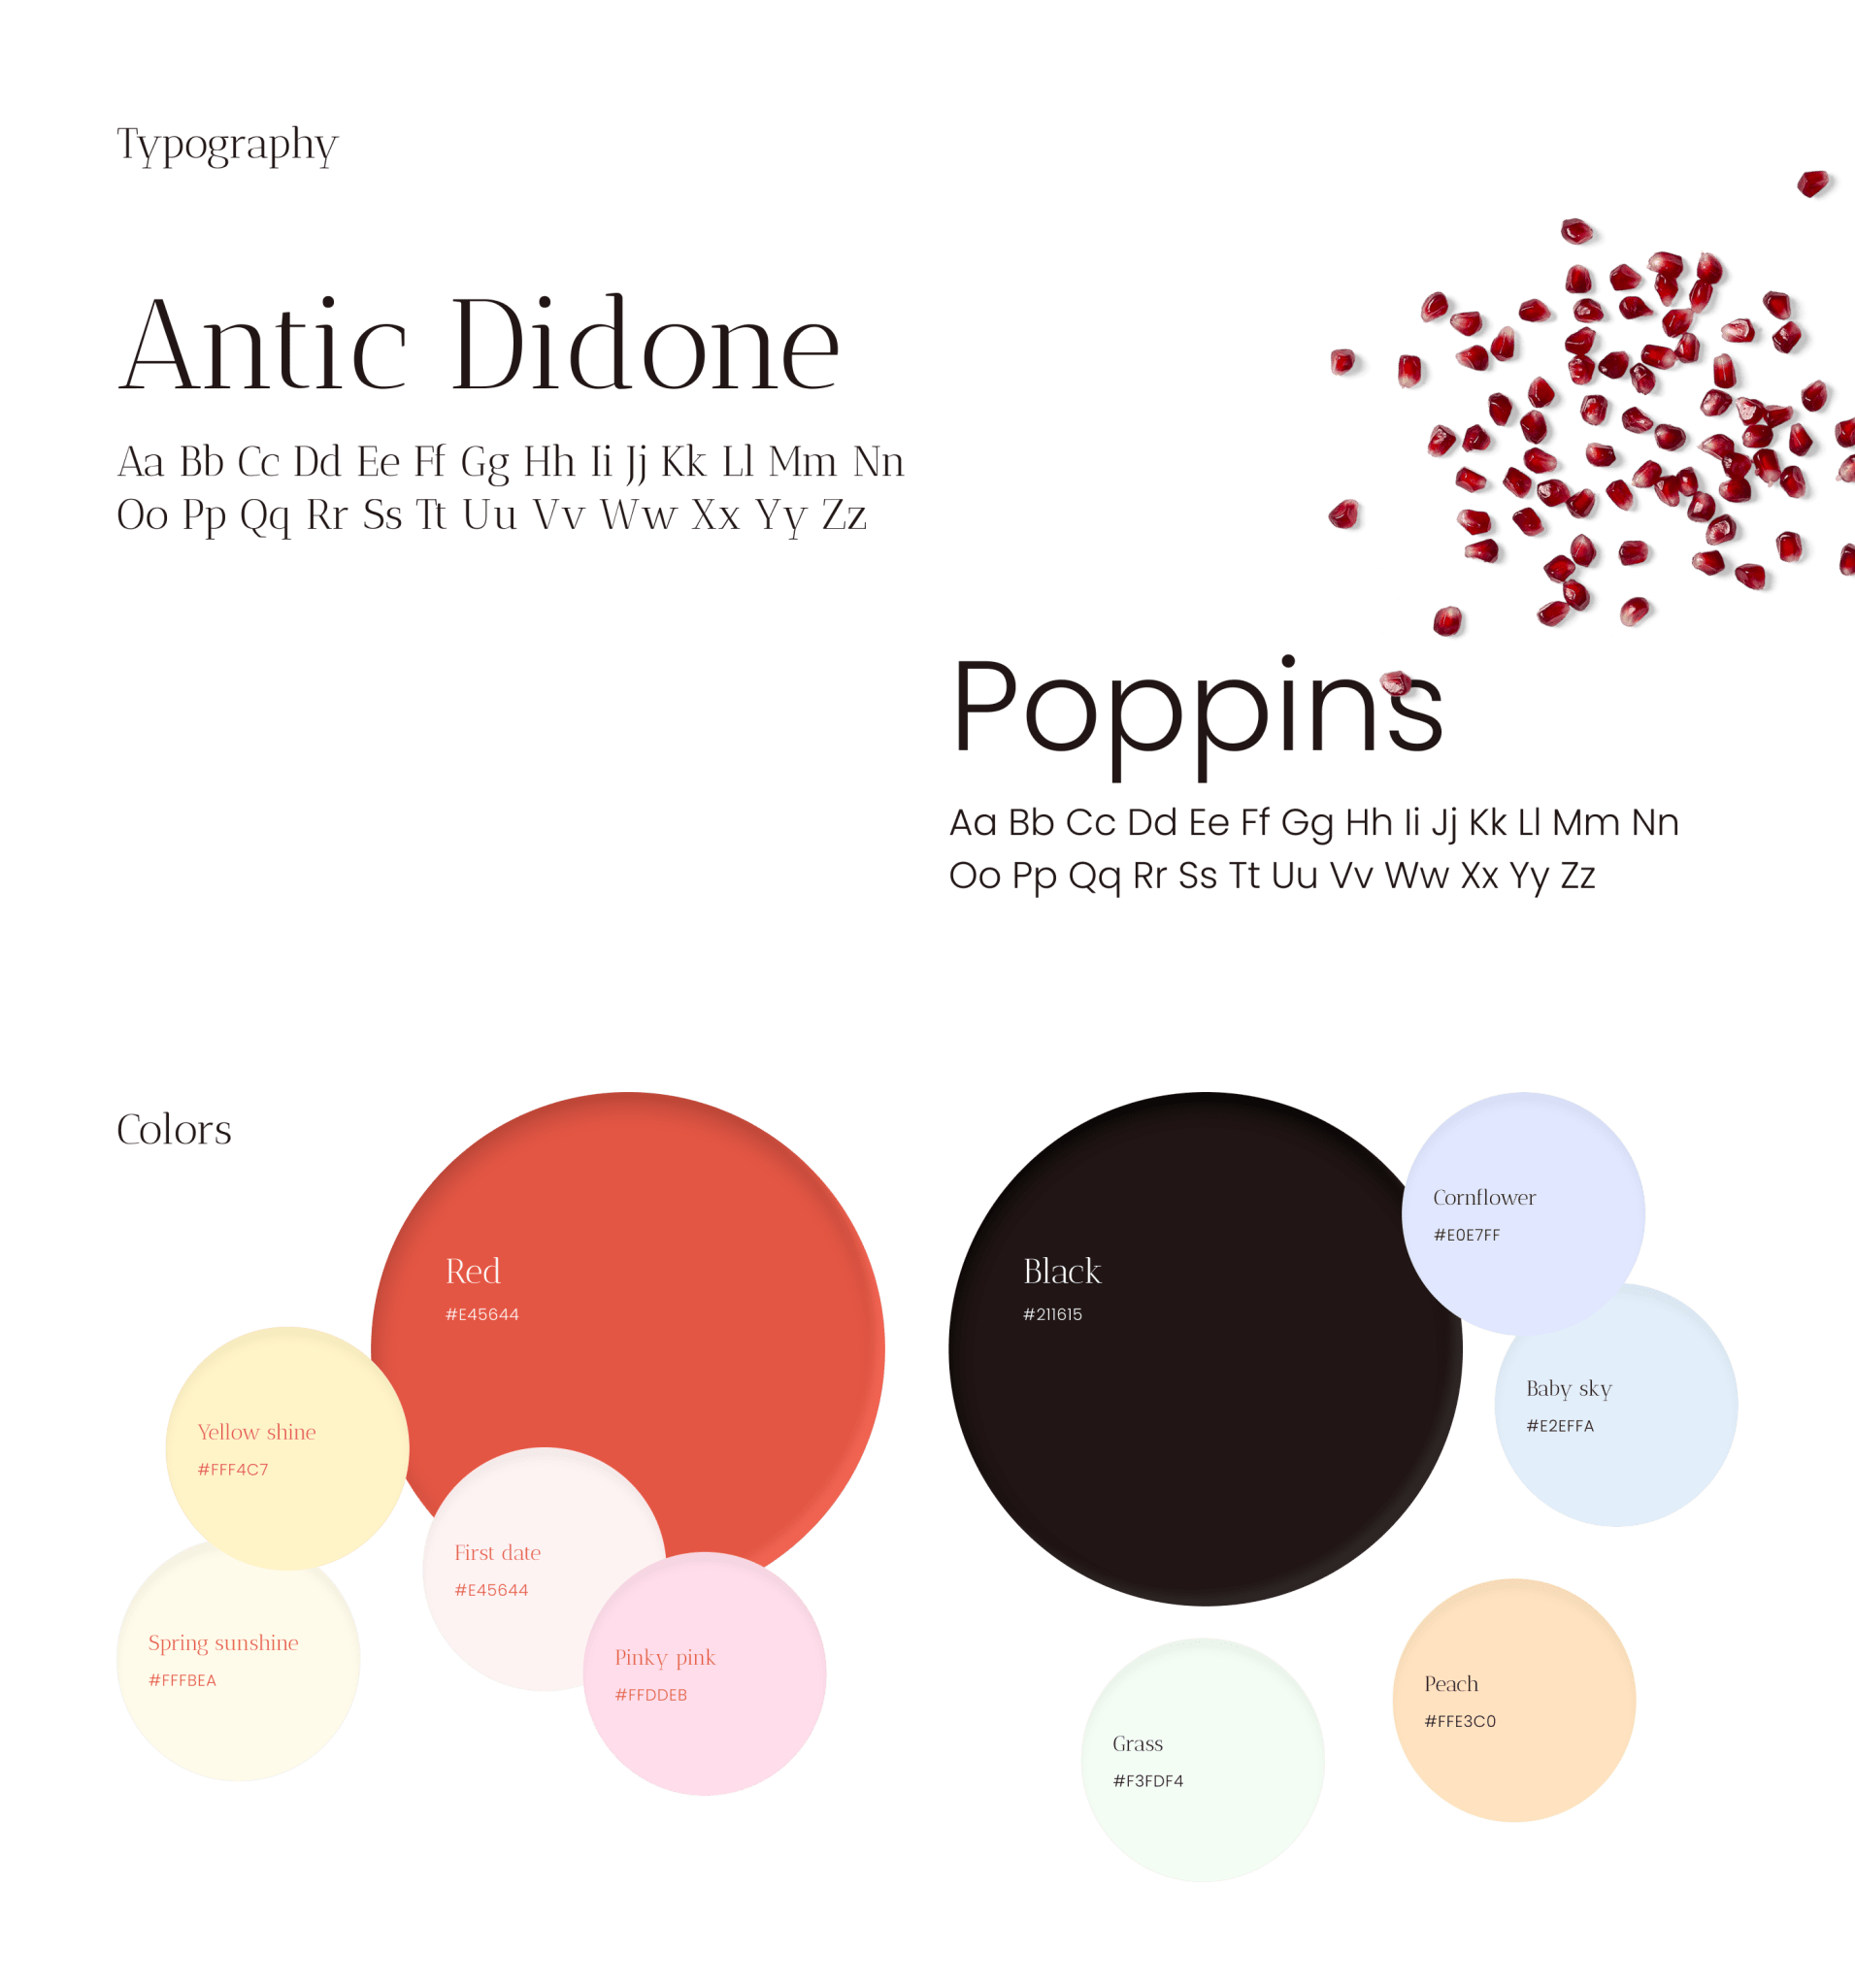 Typography
Antic Didone
Aa Bb Cc Dd Ee Ff Gg Hh Ii Jj Kk Ll Mm Nn
Oo Pp Qq Rr Ss Tt Uu Vv Ww Xx Yy Zz
Poppins
Aa Bb Cc Dd Ee Ff Gg Hh Ii Jj Kk Ll Mm Nn
Oo Pp Qq Rr Ss Tt Uu Vv Ww Xx Yy Zz
Colors
Red
#E45644
Yellow shine
#FFF4C7
First date
#E45644
Spring sunshine
#FFFBEA
Pinky pink
#FFDDEB
Black
#211615
Cornflower
#E0E7FF
Baby sky
#E2EFFA
Peach
#FFE3C0
Grass
#F3FDF4